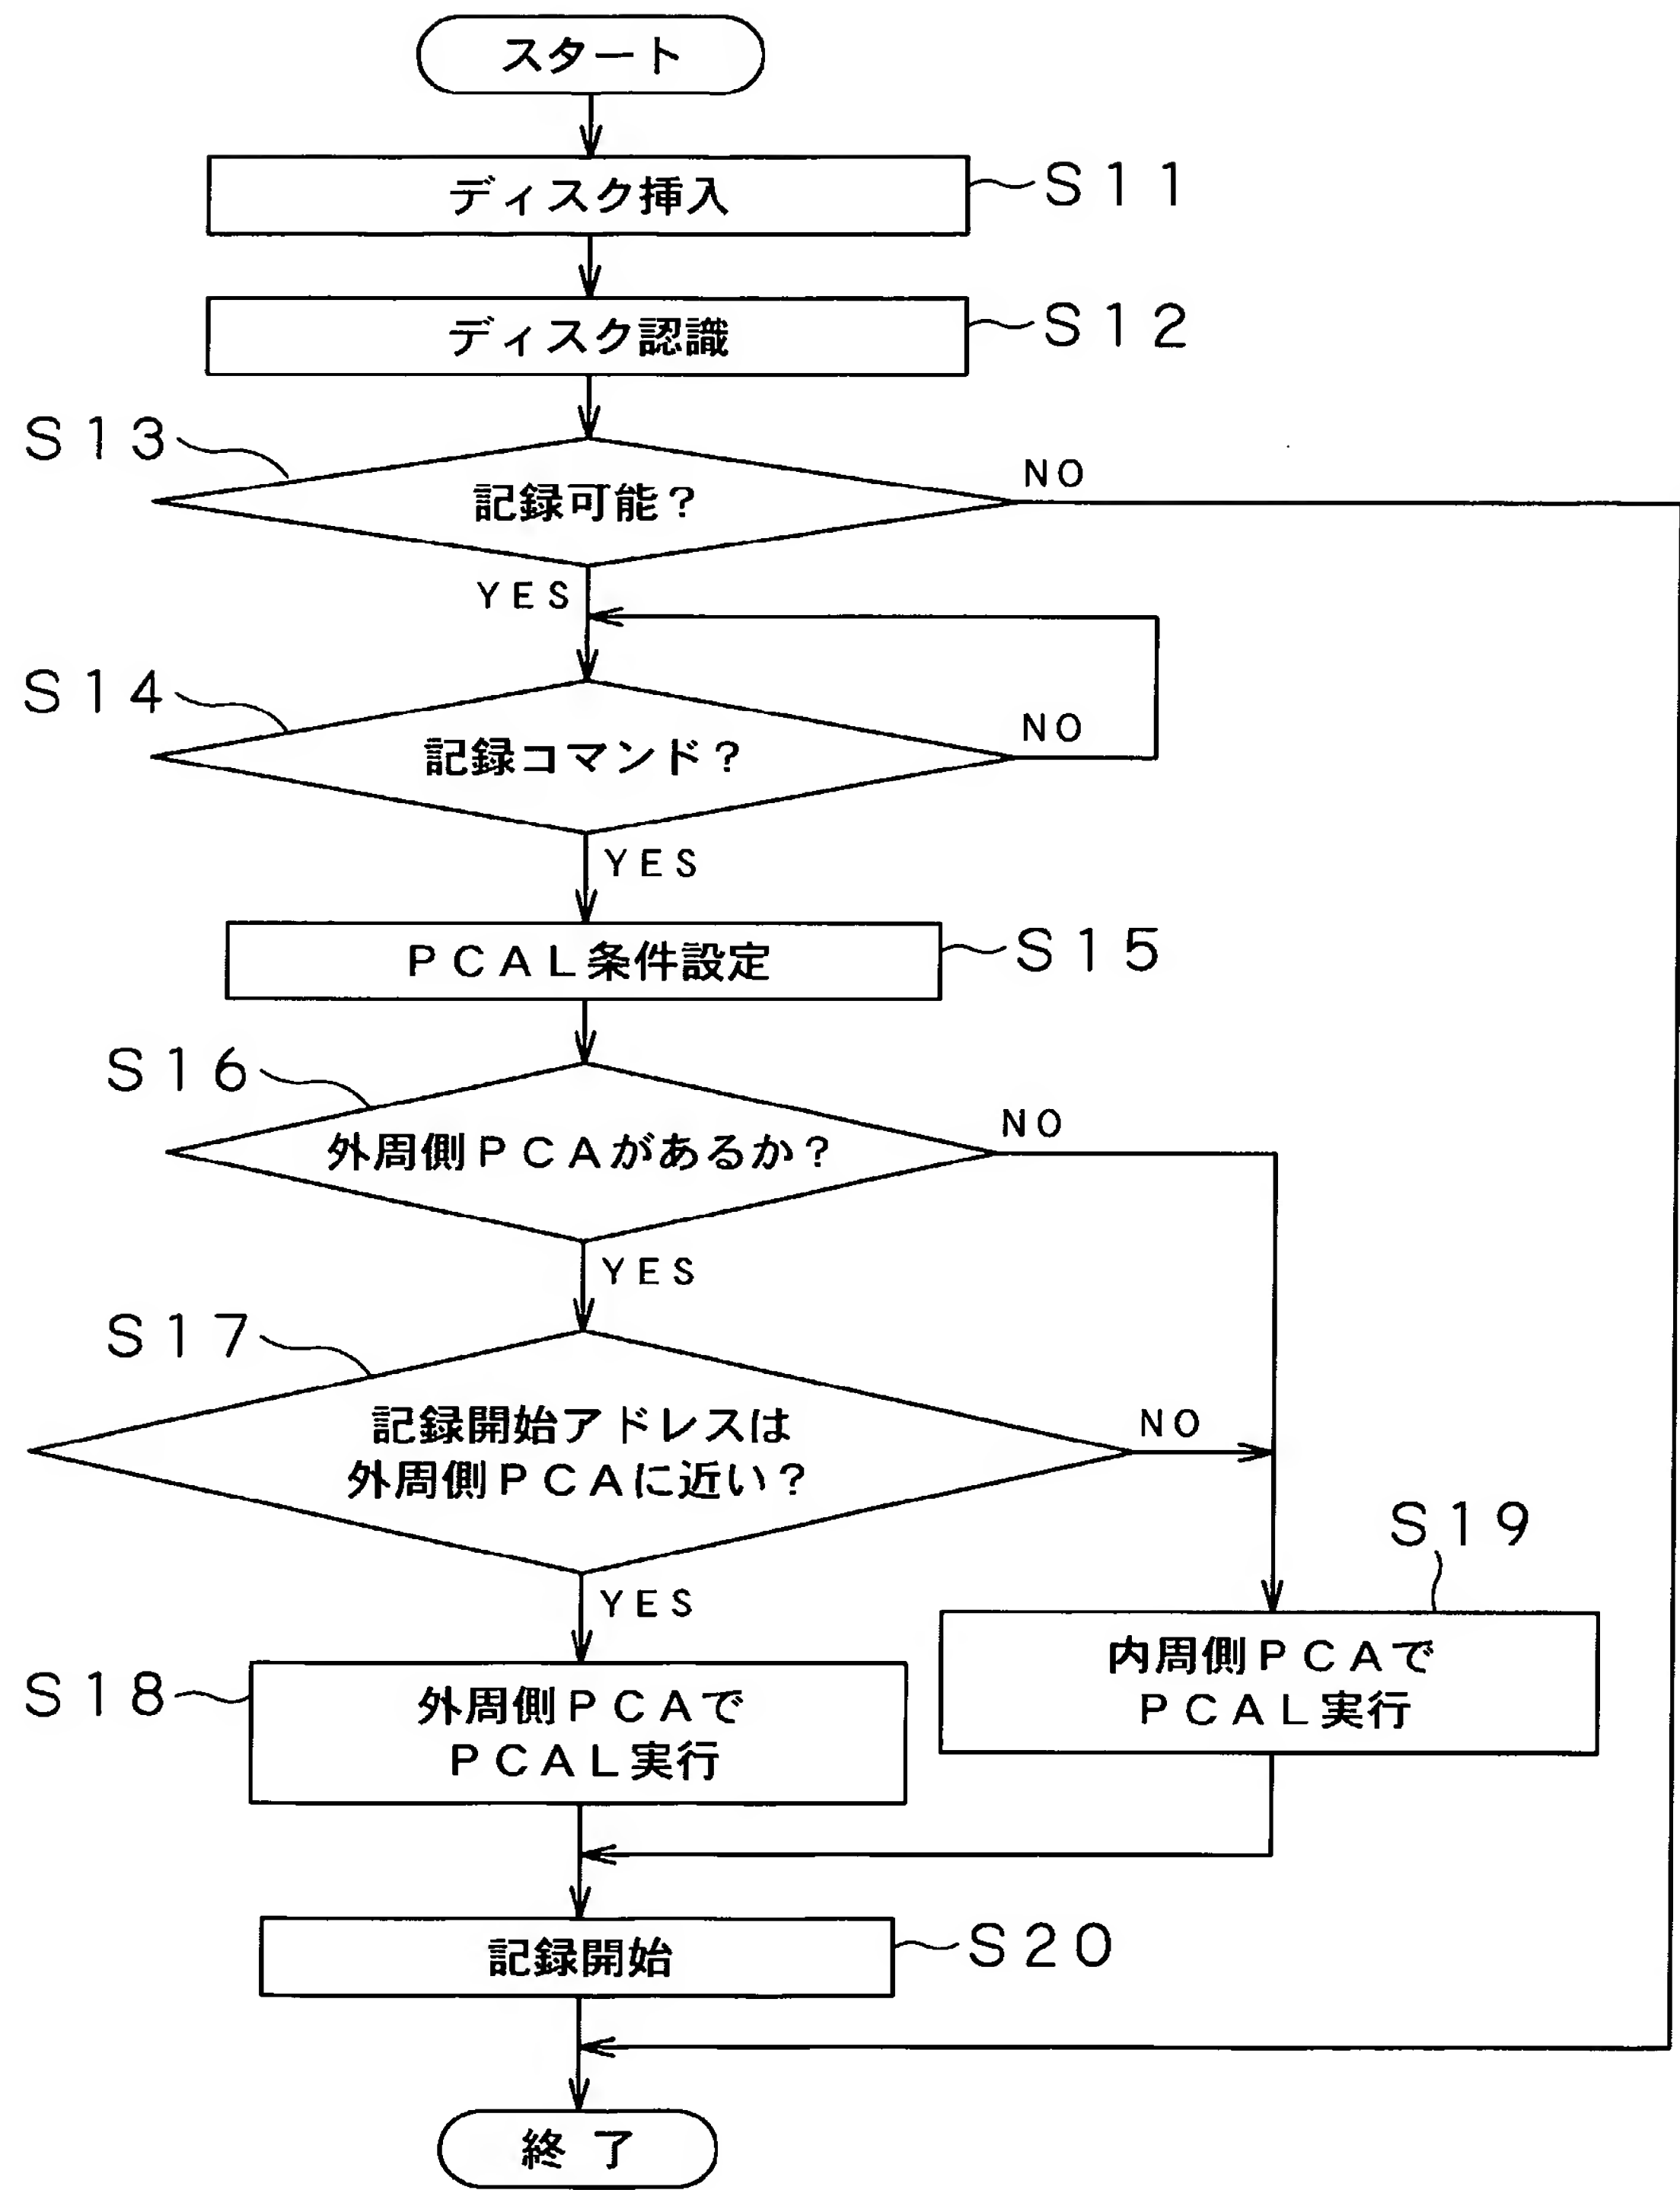 スタート
ディスク挿入
S11
ディスク認識
S12
S13
記録可能?
NO
YES
S14
記録コマンド?
NO
YES
PCAL条件設定
S15
S16
外周側PCAがあるか?
NO
YES
S17
記録開始アドレスは
外周側PCAに近い?
NO
YES
S18
外周側PCAで
PCAL実行
S19
内周側PCAで
PCAL実行
記録開始
S20
終了